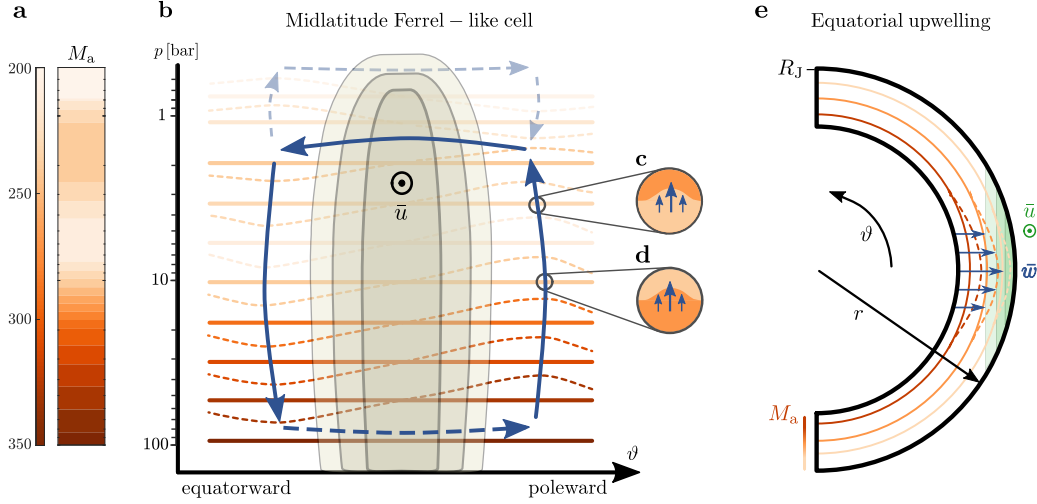 a
M_a
200
250
300
350
b
Midlatitude Ferrel − like cell
p [bar]
1
10
100
ū
c
d
equatorward
poleward
ϑ
e
Equatorial upwelling
R_J
ϑ
r
ū
w̄
M_a